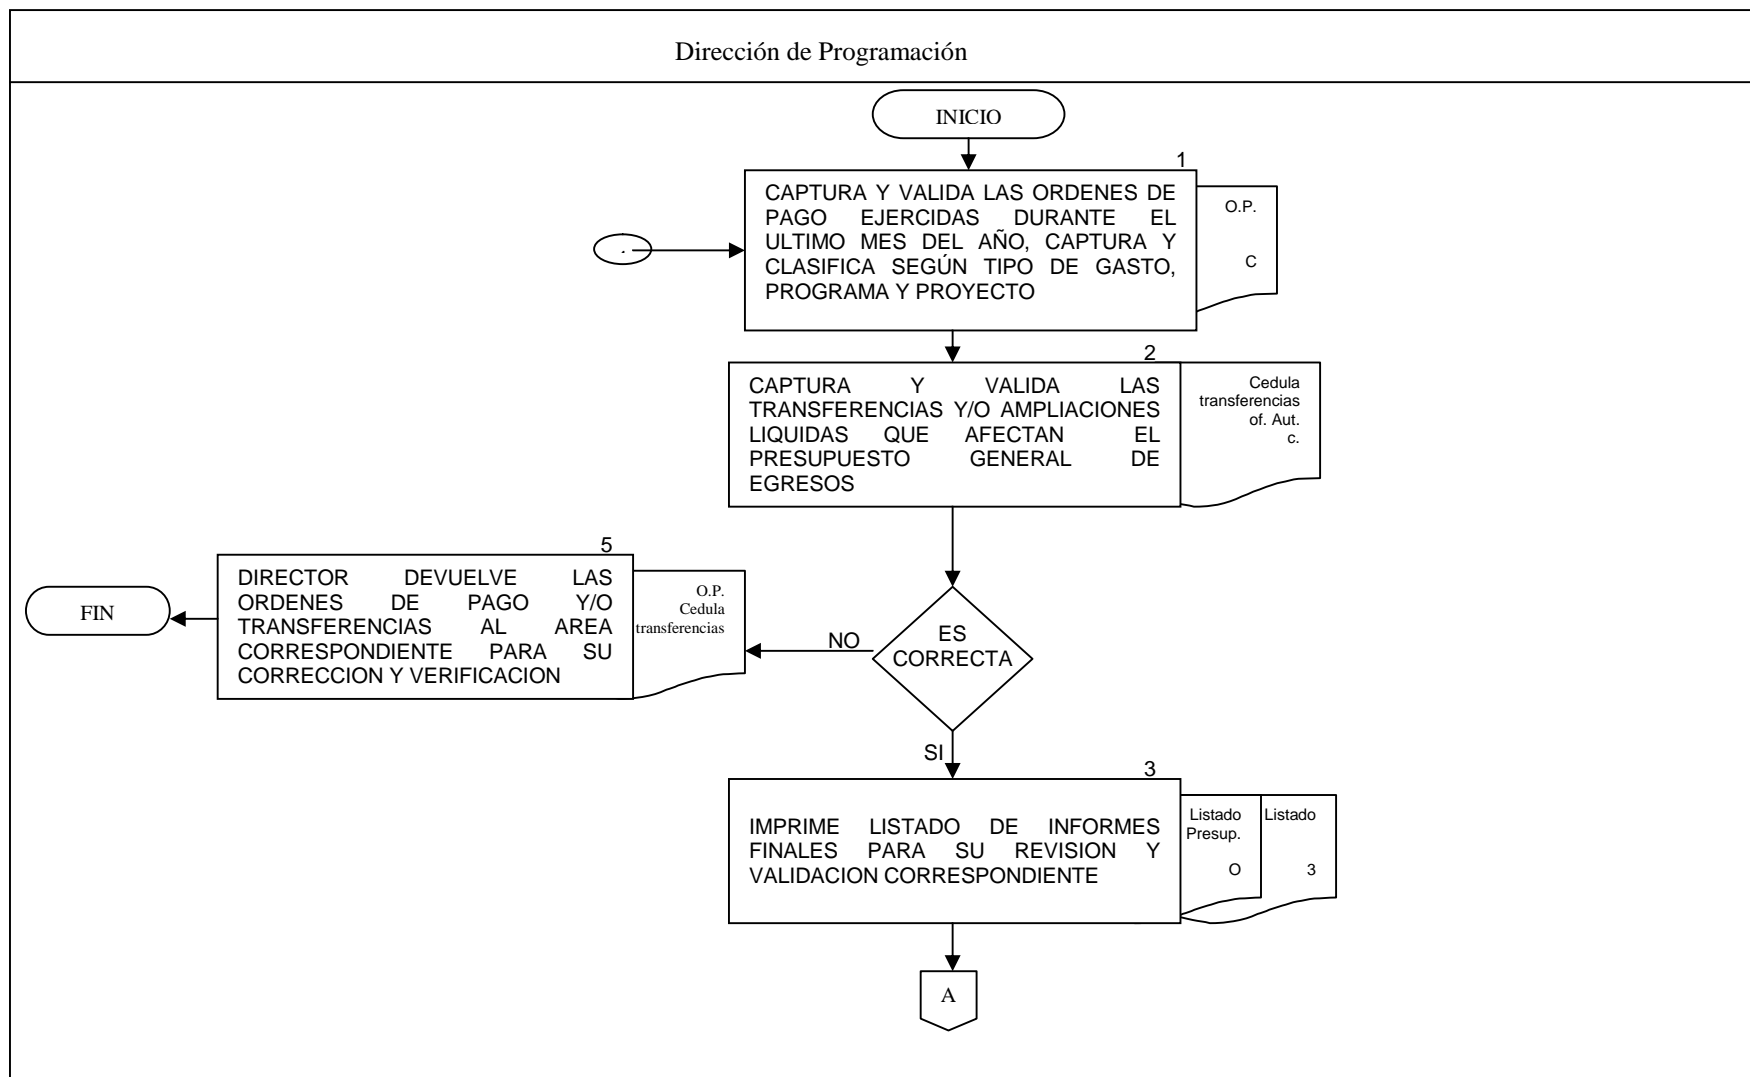 Dirección de Programación
INICIO
1
CAPTURA Y VALIDA LAS ORDENES DE
PAGO EJERCIDAS DURANTE EL
ULTIMO MES DEL AÑO, CAPTURA Y
CLASIFICA SEGÚN TIPO DE GASTO,
PROGRAMA Y PROYECTO
O.P.
C
.
2
CAPTURA Y VALIDA LAS
TRANSFERENCIAS Y/O AMPLIACIONES
LIQUIDAS QUE AFECTAN EL
PRESUPUESTO GENERAL DE
EGRESOS
Cedula
transferencias
of. Aut.
c.
5
DIRECTOR DEVUELVE LAS
ORDENES DE PAGO Y/O
TRANSFERENCIAS AL AREA
CORRESPONDIENTE PARA SU
CORRECCION Y VERIFICACION
O.P.
Cedula
transferencias
FIN
NO
ES
CORRECTA
SI
3
IMPRIME LISTADO DE INFORMES
FINALES PARA SU REVISION Y
VALIDACION CORRESPONDIENTE
Listado
Presup.
O
Listado
3
A